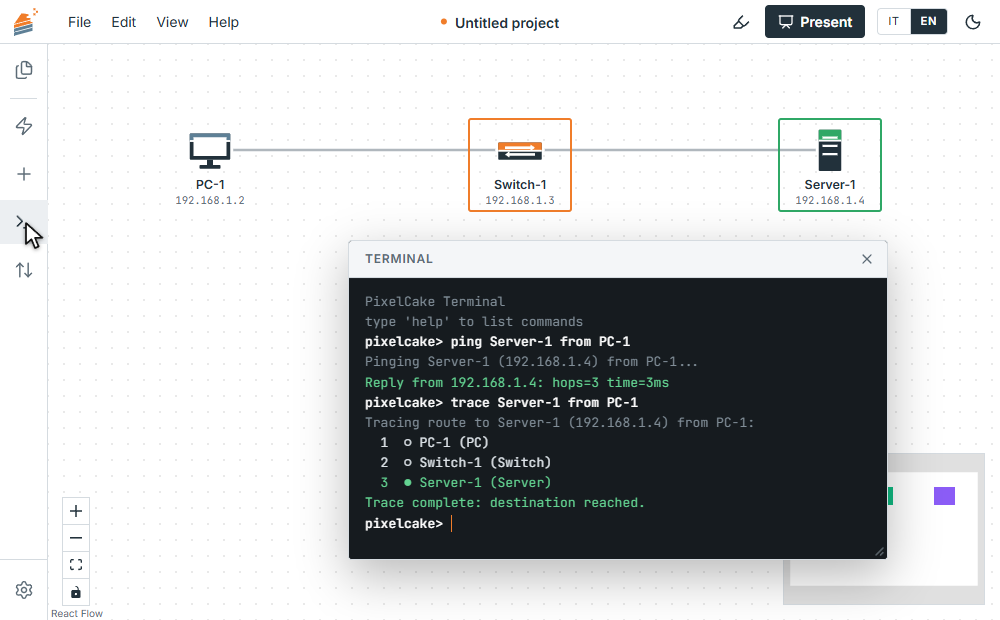 File Edit View Help
Untitled project
Present
IT EN
PC-1
192.168.1.2
Switch-1
192.168.1.3
Server-1
192.168.1.4
TERMINAL
PixelCake Terminal
type 'help' to list commands
pixelcake> ping Server-1 from PC-1
Pinging Server-1 (192.168.1.4) from PC-1...
Reply from 192.168.1.4: hops=3 time=3ms
pixelcake> trace Server-1 from PC-1
Tracing route to Server-1 (192.168.1.4) from PC-1:
1 ○ PC-1 (PC)
2 ○ Switch-1 (Switch)
3 ● Server-1 (Server)
Trace complete: destination reached.
pixelcake>
React Flow